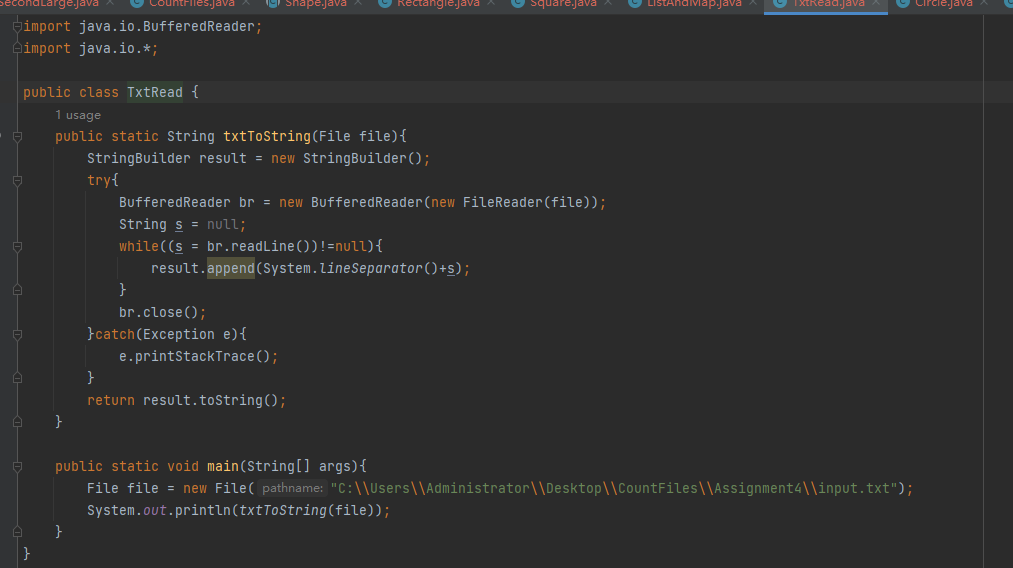 SecondLarge.java CountFiles.java Shape.java Rectangle.java Square.java ListAndMap.java TxtRead.java Circle.java
import java.io.BufferedReader;
import java.io.*;
public class TxtRead {
1 usage
public static String txtToString(File file){
StringBuilder result = new StringBuilder();
try{
BufferedReader br = new BufferedReader(new FileReader(file));
String s = null;
while((s = br.readLine())!=null){
result.append(System.lineSeparator()+s);
}
br.close();
}catch(Exception e){
e.printStackTrace();
}
return result.toString();
}
public static void main(String[] args){
File file = new File( pathname: "C:\\Users\\Administrator\\Desktop\\CountFiles\\Assignment4\\input.txt");
System.out.println(txtToString(file));
}
}